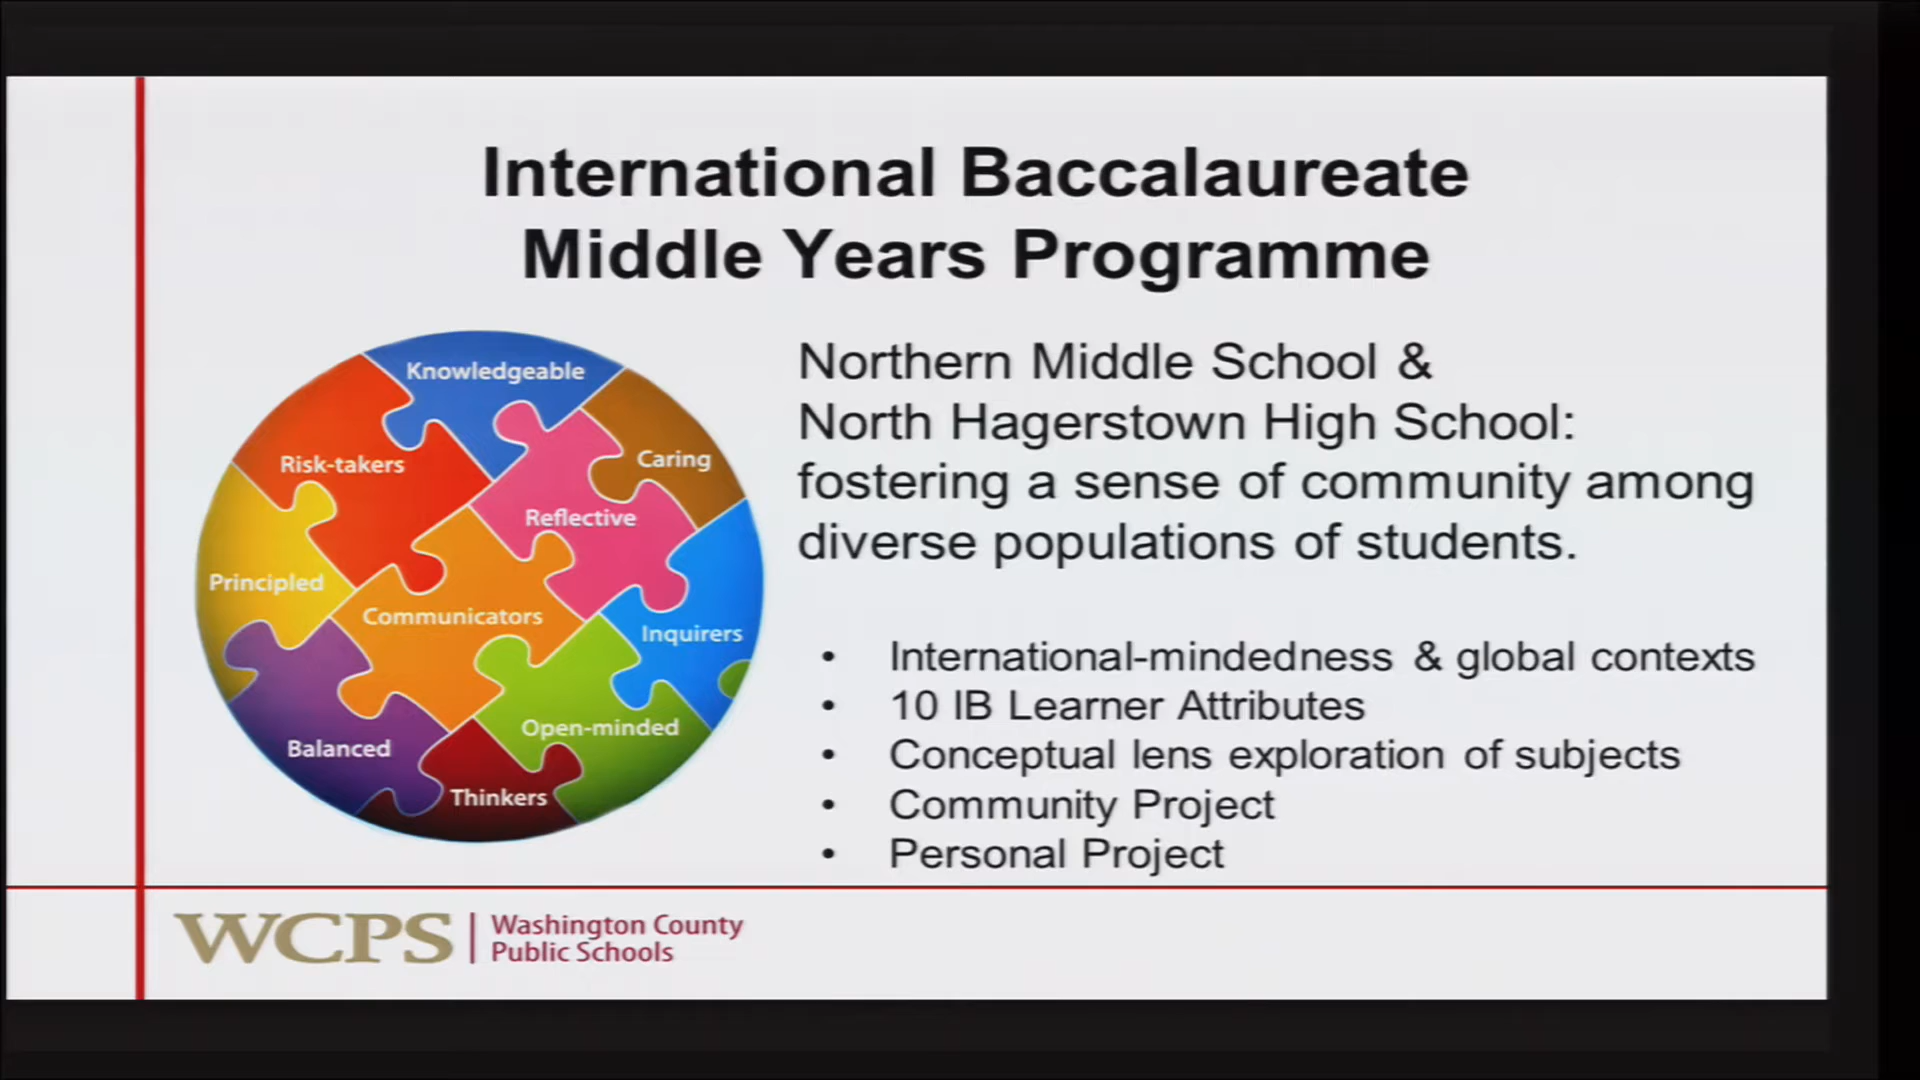 International Baccalaureate
Middle Years Programme
Knowledgeable
Risk-takers
Caring
Reflective
Principled
Communicators
Inquirers
Open-minded
Balanced
Thinkers
Northern Middle School &
North Hagerstown High School:
fostering a sense of community among
diverse populations of students.
• International-mindedness & global contexts
• 10 IB Learner Attributes
• Conceptual lens exploration of subjects
• Community Project
• Personal Project
WCPS
Washington County
Public Schools